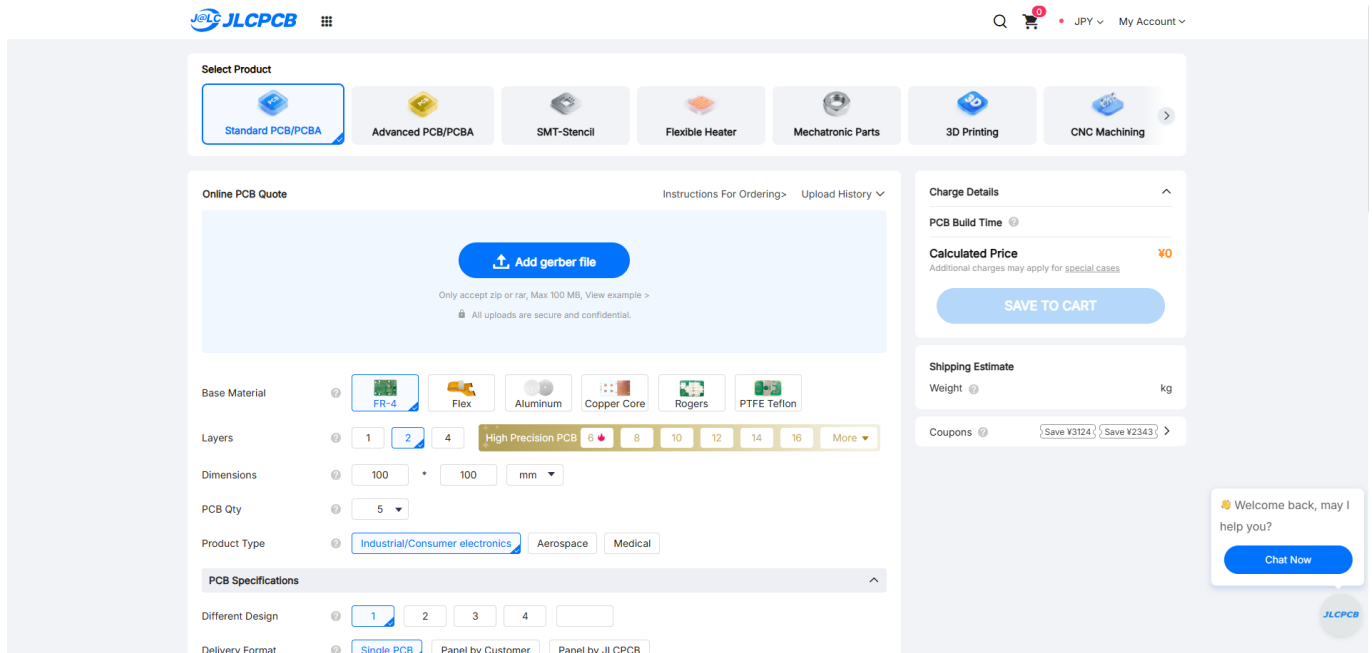 J@LC JLCPCB
0
JPY My Account
Select Product
PCB PCB 3D
Standard PCB/PCBA Advanced PCB/PCBA SMT-Stencil Flexible Heater Mechatronic Parts 3D Printing CNC Machining
Online PCB Quote Instructions For Ordering> Upload History
Add gerber file
Only accept zip or rar, Max 100 MB, View example >
All uploads are secure and confidential.
Base Material ? FR-4 Flex Aluminum Copper Core Rogers PTFE Teflon
Layers ? 1 2 4 High Precision PCB 6 8 10 12 14 16 More
Dimensions ? 100 * 100 mm
PCB Qty ? 5
Product Type ? Industrial/Consumer electronics Aerospace Medical
PCB Specifications
Different Design ? 1 2 3 4
Delivery Format ? Single PCB Panel by Customer Panel by JLCPCB
Charge Details
PCB Build Time ?
Calculated Price ¥0
Additional charges may apply for special cases
SAVE TO CART
Shipping Estimate
Weight ? kg
Coupons ? Save ¥3124 Save ¥2343
👋 Welcome back, may I
help you?
Chat Now
JLCPCB